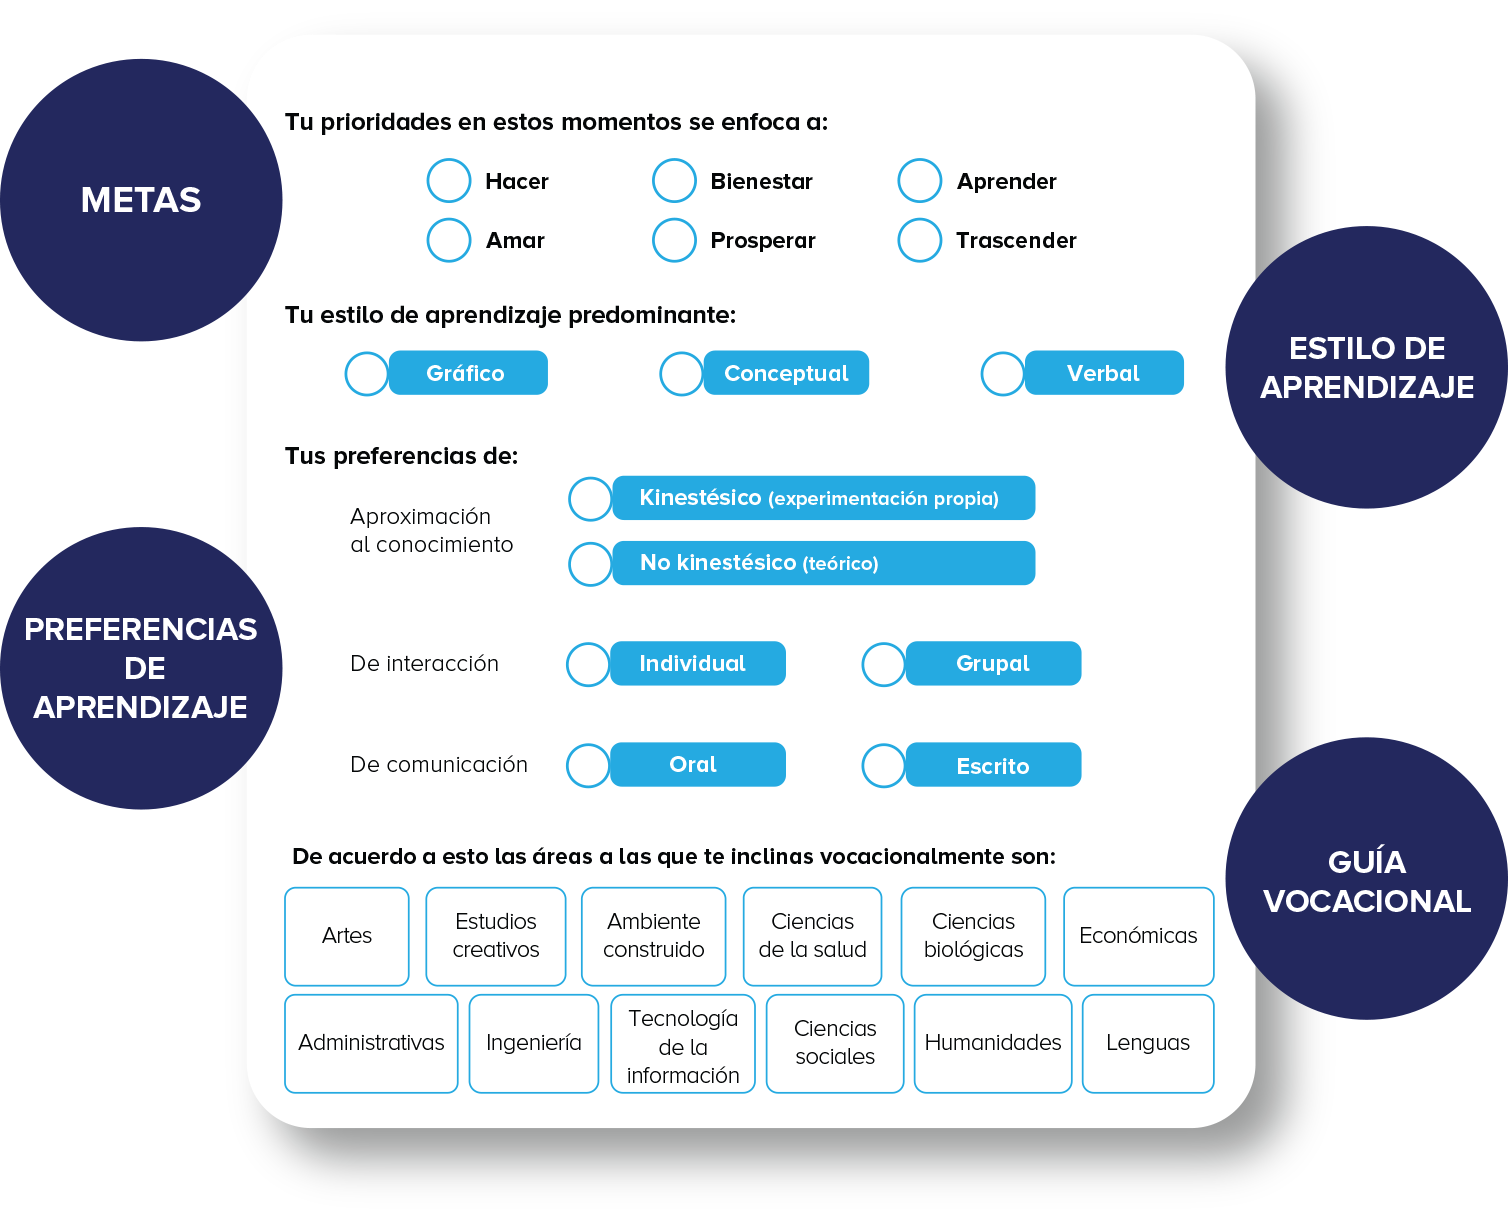 METAS
Tu prioridades en estos momentos se enfoca a:
Hacer Bienestar Aprender
Amar Prosperar Trascender
Tu estilo de aprendizaje predominante:
Gráfico Conceptual Verbal
ESTILO DE
APRENDIZAJE
Tus preferencias de:
Aproximación
al conocimiento
Kinestésico (experimentación propia)
No kinestésico (teórico)
PREFERENCIAS
DE
APRENDIZAJE
De interacción Individual Grupal
De comunicación Oral Escrito
De acuerdo a esto las áreas a las que te inclinas vocacionalmente son:
GUÍA
VOCACIONAL
Artes
Estudios
creativos
Ambiente
construido
Ciencias
de la salud
Ciencias
biológicas
Económicas
Administrativas
Ingeniería
Tecnología
de la
información
Ciencias
sociales
Humanidades
Lenguas